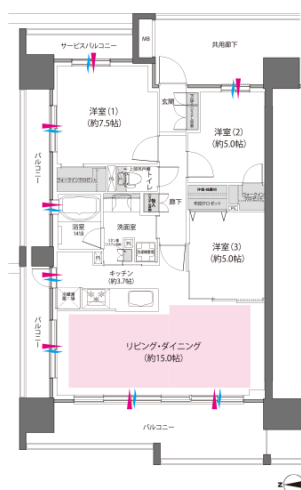 サービスバルコニー
MB
共用廊下
玄関
洋室(1)
(約7.5帖)
洋室(2)
(約5.0帖)
トイレ
ウォークインクロゼット
廊下
バルコニー
浴室
1418
洗面室
洋室(3)
(約5.0帖)
キッチン
(約3.7帖)
冷蔵庫
リビング・ダイニング
(約15.0帖)
バルコニー
バルコニー
N